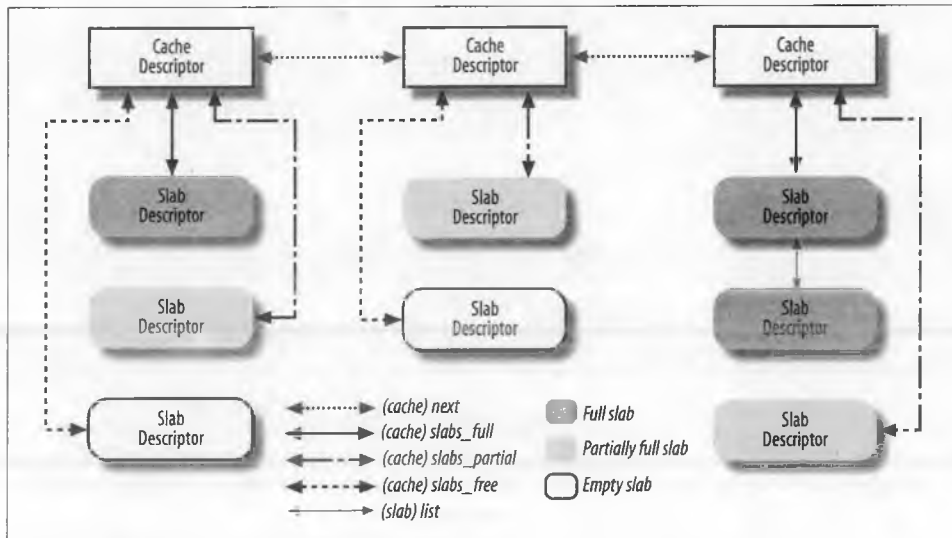 Cache
Descriptor
Cache
Descriptor
Cache
Descriptor
Slab
Descriptor
Slab
Descriptor
Slab
Descriptor
Slab
Descriptor
Slab
Descriptor
Slab
Descriptor
Slab
Descriptor
Slab
Descriptor
(cache) next
(cache) slabs_full
(cache) slabs_partial
(cache) slabs_free
(slab) list
Full slab
Partially full slab
Empty slab